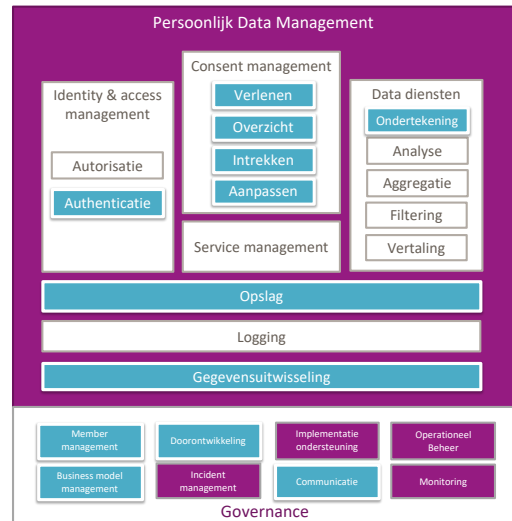 Persoonlijk Data Management
Identity & access
management
Autorisatie
Authenticatie
Consent management
Verlenen
Overzicht
Intrekken
Aanpassen
Service management
Data diensten
Ondertekening
Analyse
Aggregatie
Filtering
Vertaling
Opslag
Logging
Gegevensuitwisseling
Member
management
Doorontwikkeling
Implementatie
ondersteuning
Operationeel
Beheer
Business model
management
Incident
management
Communicatie
Monitoring
Governance